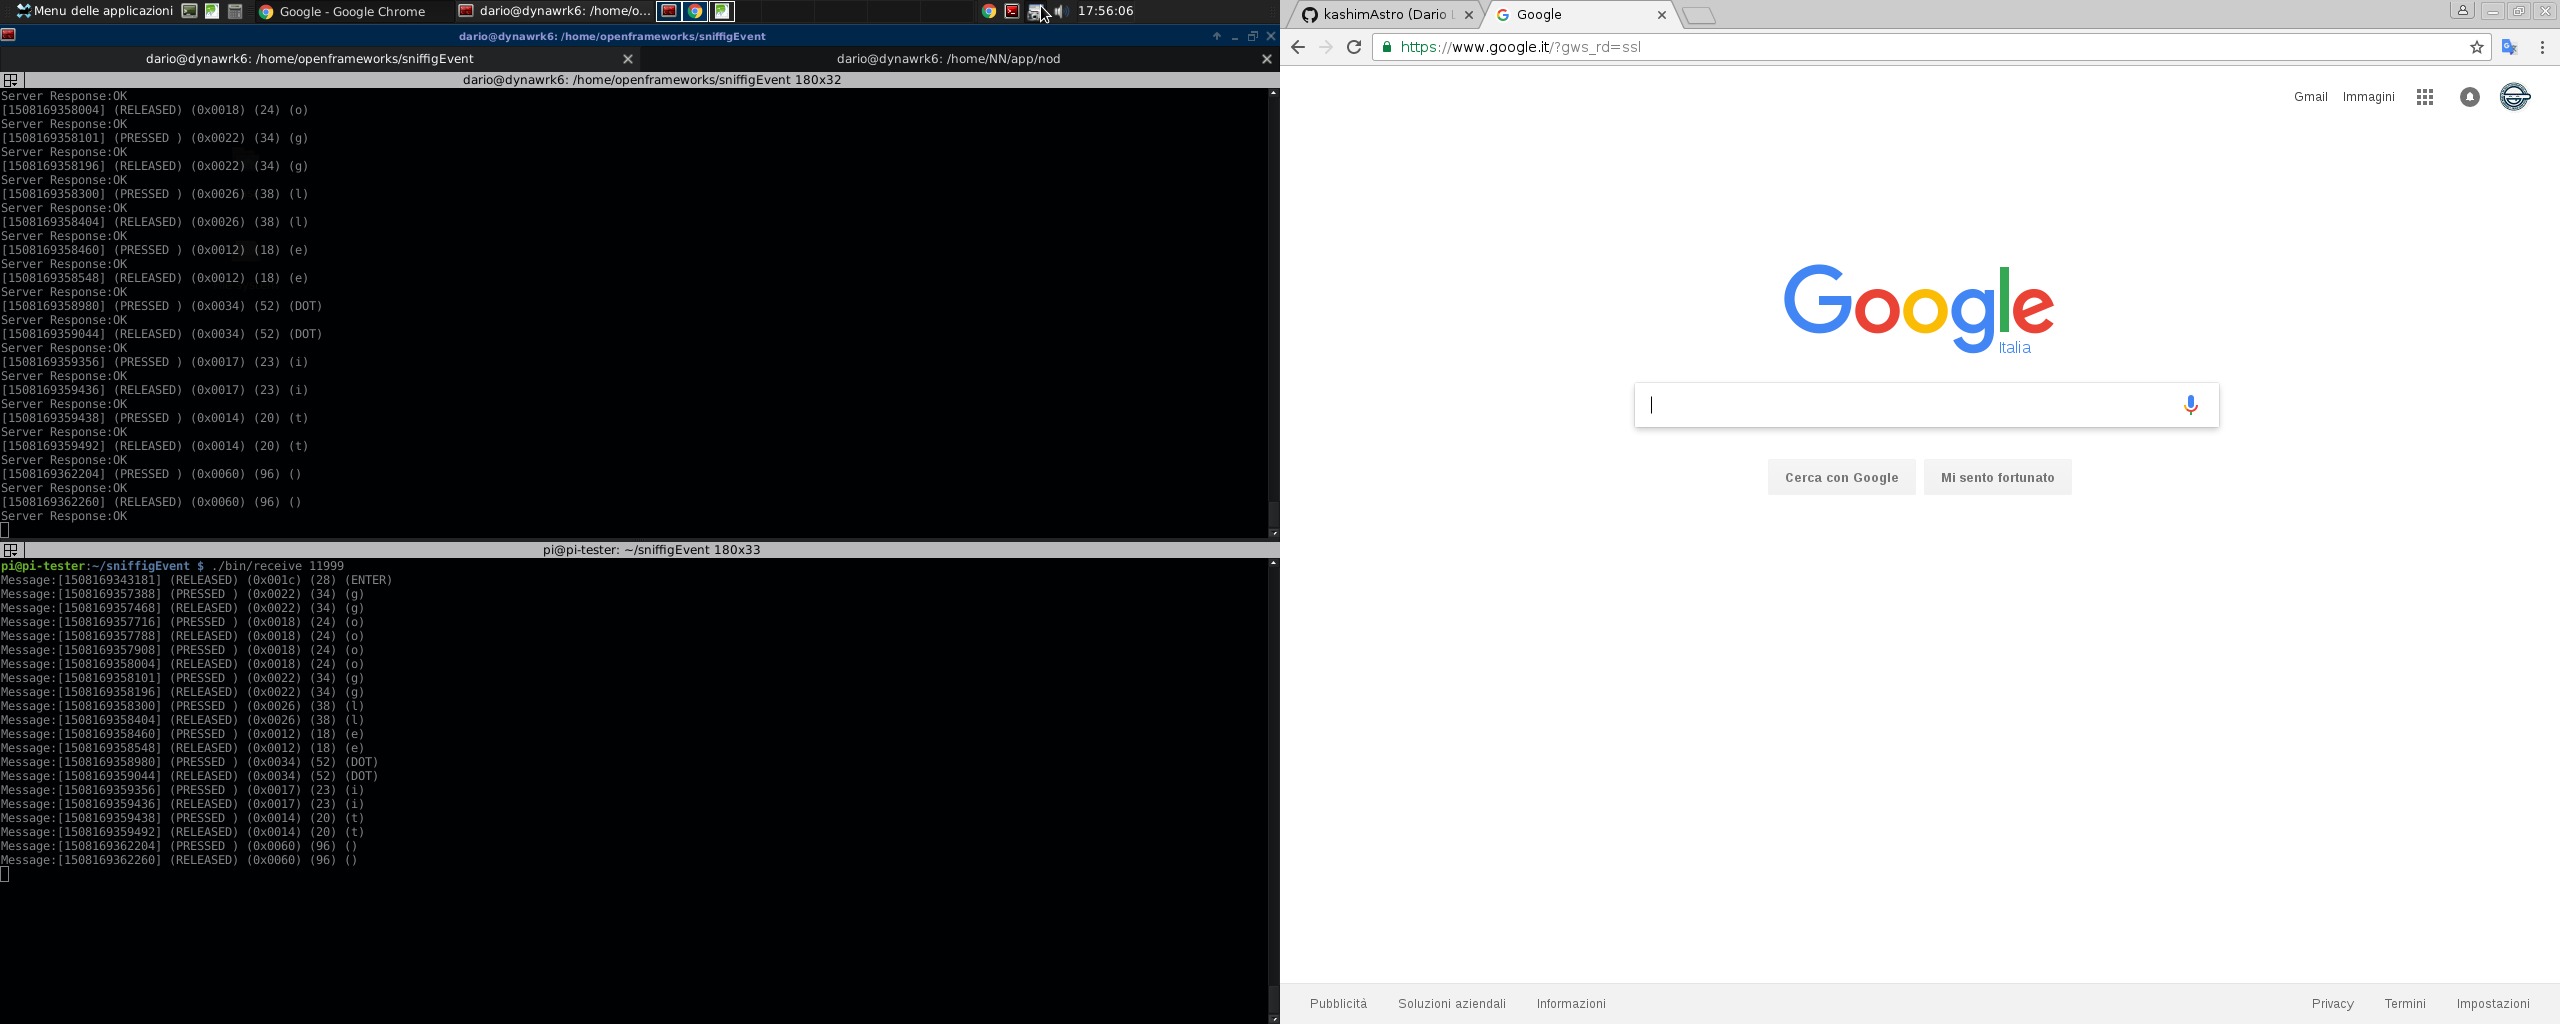 Menu delle applicazioni
Google - Google Chrome
dario@dynawrk6: /home/o...
17:56:06
dario@dynawrk6: /home/openframeworks/sniffigEvent
dario@dynawrk6: /home/openframeworks/sniffigEvent
dario@dynawrk6: /home/NN/app/nod
dario@dynawrk6: /home/openframeworks/sniffigEvent 180x32
Server Response:OK
[1508169358004] (RELEASED) (0x0018) (24) (o)
Server Response:OK
[1508169358101] (PRESSED ) (0x0022) (34) (g)
Server Response:OK
[1508169358196] (RELEASED) (0x0022) (34) (g)
Server Response:OK
[1508169358300] (PRESSED ) (0x0026) (38) (l)
Server Response:OK
[1508169358404] (RELEASED) (0x0026) (38) (l)
Server Response:OK
[1508169358460] (PRESSED ) (0x0012) (18) (e)
Server Response:OK
[1508169358548] (RELEASED) (0x0012) (18) (e)
Server Response:OK
[1508169358980] (PRESSED ) (0x0034) (52) (DOT)
Server Response:OK
[1508169359044] (RELEASED) (0x0034) (52) (DOT)
Server Response:OK
[1508169359356] (PRESSED ) (0x0017) (23) (i)
Server Response:OK
[1508169359436] (RELEASED) (0x0017) (23) (i)
Server Response:OK
[1508169359438] (PRESSED ) (0x0014) (20) (t)
Server Response:OK
[1508169359492] (RELEASED) (0x0014) (20) (t)
Server Response:OK
[1508169362204] (PRESSED ) (0x0060) (96) ()
Server Response:OK
[1508169362260] (RELEASED) (0x0060) (96) ()
Server Response:OK
pi@pi-tester: ~/sniffigEvent 180x33
pi@pi-tester:~/sniffigEvent $ ./bin/receive 11999
Message:[1508169343181] (RELEASED) (0x001c) (28) (ENTER)
Message:[1508169357388] (PRESSED ) (0x0022) (34) (g)
Message:[1508169357468] (RELEASED) (0x0022) (34) (g)
Message:[1508169357716] (PRESSED ) (0x0018) (24) (o)
Message:[1508169357788] (RELEASED) (0x0018) (24) (o)
Message:[1508169357908] (PRESSED ) (0x0018) (24) (o)
Message:[1508169358004] (RELEASED) (0x0018) (24) (o)
Message:[1508169358101] (PRESSED ) (0x0022) (34) (g)
Message:[1508169358196] (RELEASED) (0x0022) (34) (g)
Message:[1508169358300] (PRESSED ) (0x0026) (38) (l)
Message:[1508169358404] (RELEASED) (0x0026) (38) (l)
Message:[1508169358460] (PRESSED ) (0x0012) (18) (e)
Message:[1508169358548] (RELEASED) (0x0012) (18) (e)
Message:[1508169358980] (PRESSED ) (0x0034) (52) (DOT)
Message:[1508169359044] (RELEASED) (0x0034) (52) (DOT)
Message:[1508169359356] (PRESSED ) (0x0017) (23) (i)
Message:[1508169359436] (RELEASED) (0x0017) (23) (i)
Message:[1508169359438] (PRESSED ) (0x0014) (20) (t)
Message:[1508169359492] (RELEASED) (0x0014) (20) (t)
Message:[1508169362204] (PRESSED ) (0x0060) (96) ()
Message:[1508169362260] (RELEASED) (0x0060) (96) ()
kashimAstro (Dario
Google
https://www.google.it/?gws_rd=ssl
Gmail
Immagini
Google
Italia
Cerca con Google
Mi sento fortunato
Pubblicità
Soluzioni aziendali
Informazioni
Privacy
Termini
Impostazioni